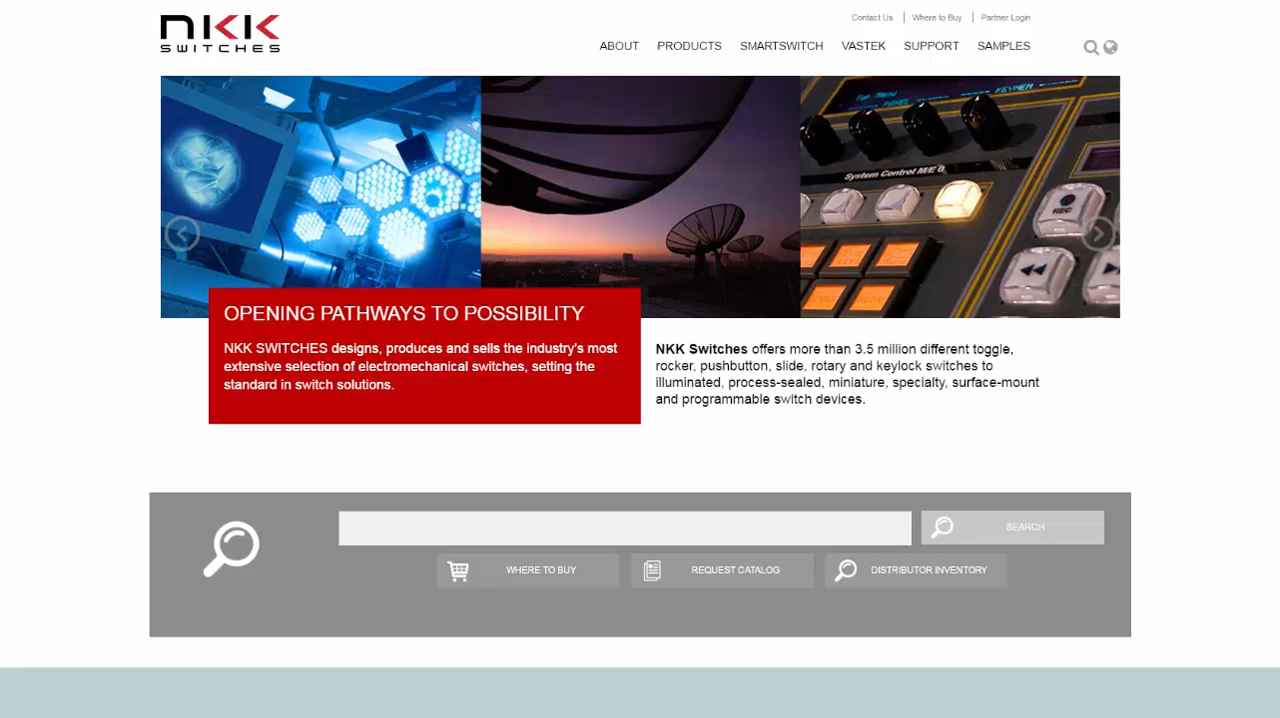 NKK
SWITCHES
Contact Us
Where to Buy
Partner Login
ABOUT
PRODUCTS
SMARTSWITCH
VASTEK
SUPPORT
SAMPLES
System Control M/E 0
REC
OPENING PATHWAYS TO POSSIBILITY
NKK SWITCHES designs, produces and sells the industry's most
extensive selection of electromechanical switches, setting the
standard in switch solutions.
NKK Switches offers more than 3.5 million different toggle,
rocker, pushbutton, slide, rotary and keylock switches to
illuminated, process-sealed, miniature, specialty, surface-mount
and programmable switch devices.
SEARCH
WHERE TO BUY
REQUEST CATALOG
DISTRIBUTOR INVENTORY